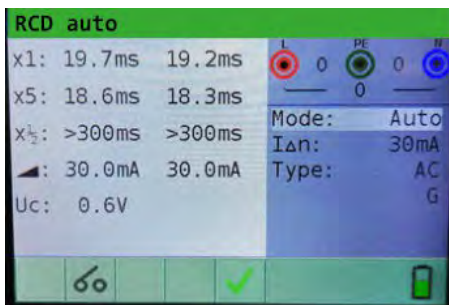 RCD auto
x1: 19.7ms 19.2ms
x5: 18.6ms 18.3ms
x½: >300ms >300ms
◢: 30.0mA 30.0mA
Uc: 0.6V
L PE N
0 0
0
Mode: Auto
I∆n: 30mA
Type: AC
G